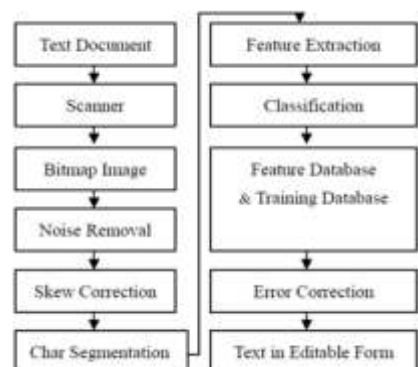 Text Document
Scanner
Bitmap Image
Noise Removal
Skew Correction
Char Segmentation
Feature Extraction
Classification
Feature Database
& Training Database
Error Correction
Text in Editable Form